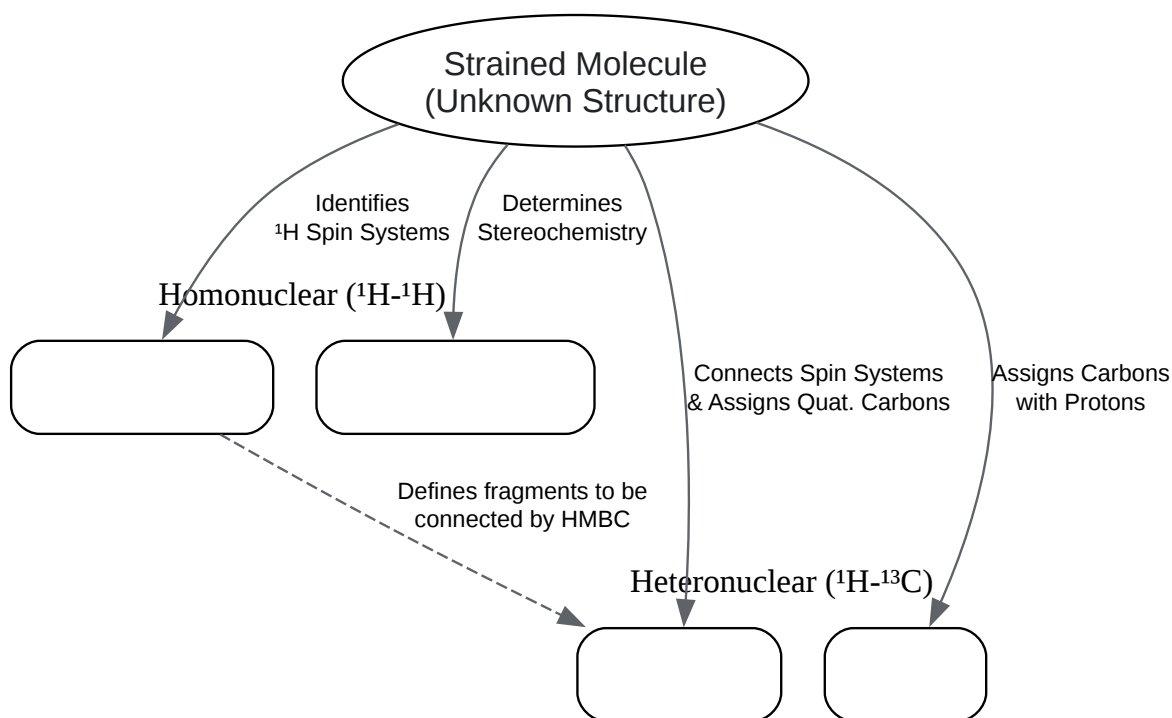 Strained Molecule
(Unknown Structure)
Identifies
¹H Spin Systems
Determines
Stereochemistry
Homonuclear (¹H-¹H)
Connects Spin Systems
& Assigns Quat. Carbons
Assigns Carbons
with Protons
Defines fragments to be
connected by HMBC
Heteronuclear (¹H-¹³C)